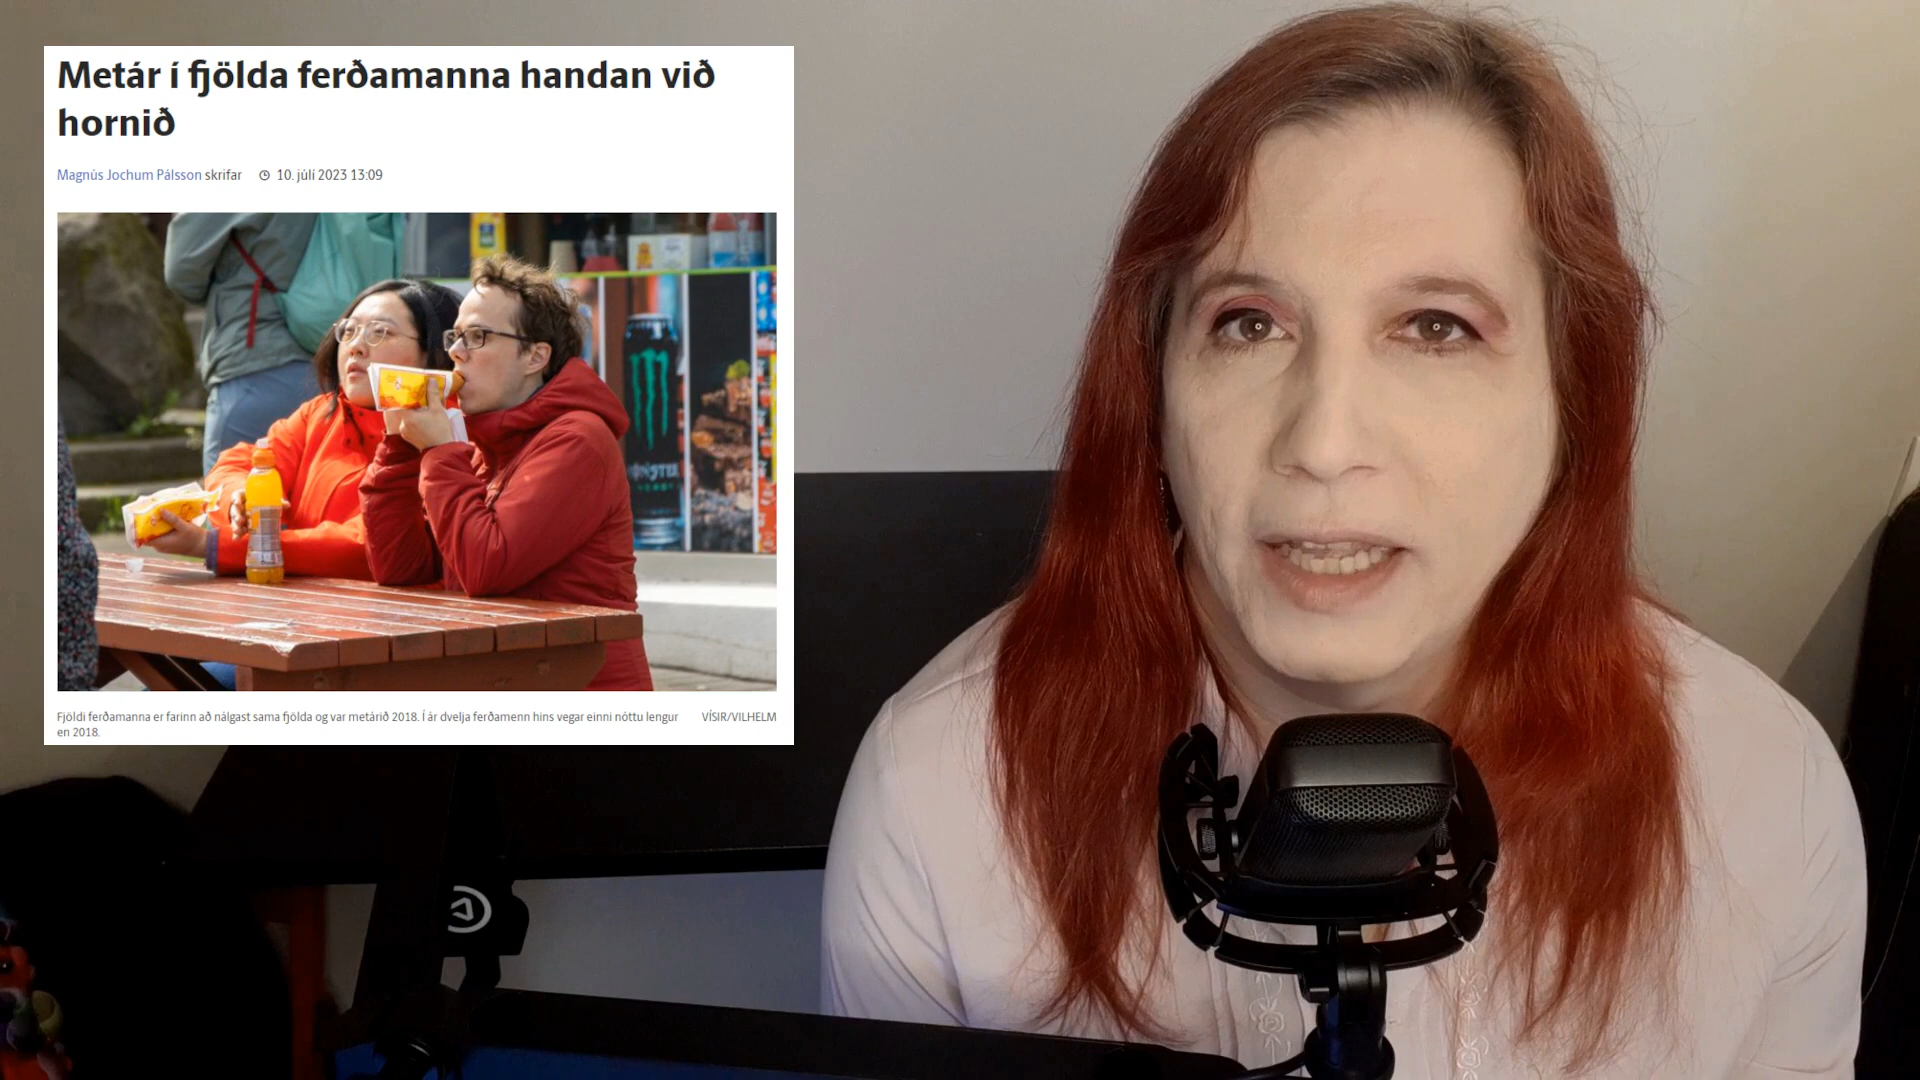 Metár í fjölda ferðamanna handan við
hornið
Magnús Jochum Pálsson skrifar 10. júlí 2023 13:09
MONSTER
Fjöldi ferðamanna er farinn að nálgast sama fjölda og var metárið 2018. Í ár dvelja ferðamenn hins vegar einni nóttu lengur VÍSIR/VILHELM
en 2018.